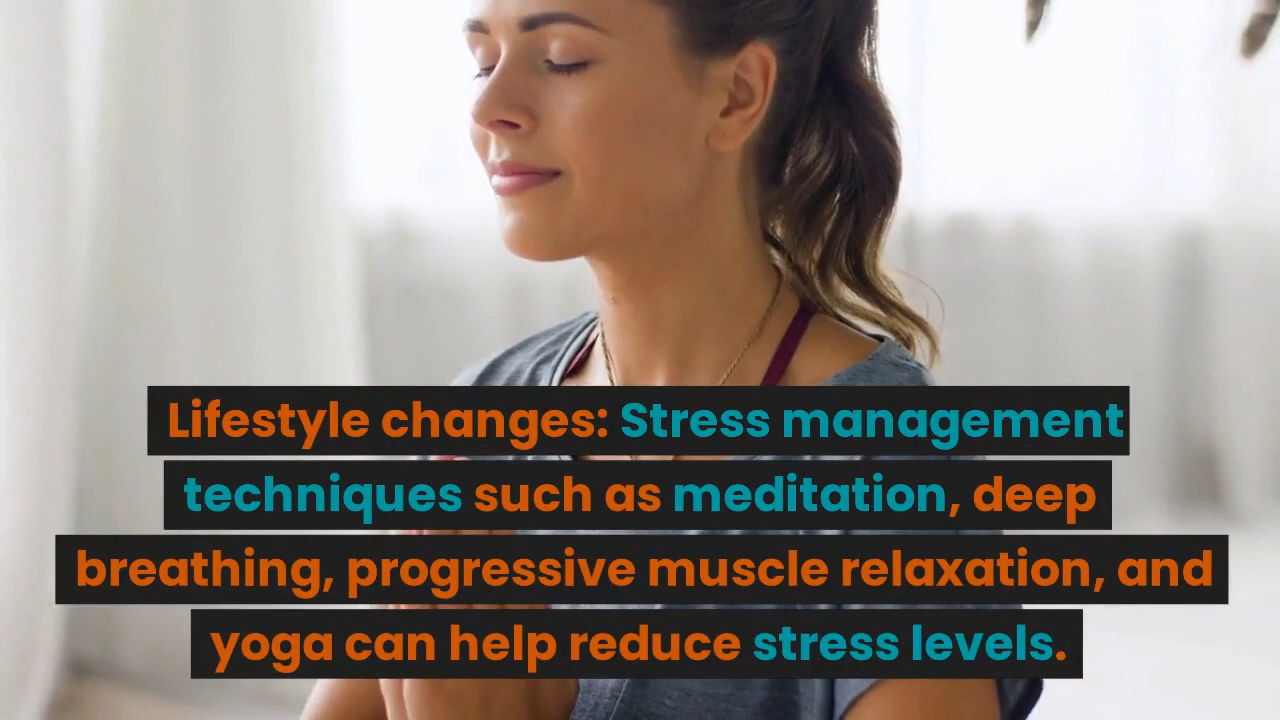 Lifestyle changes: Stress management
techniques such as meditation, deep
breathing, progressive muscle relaxation, and
yoga can help reduce stress levels.